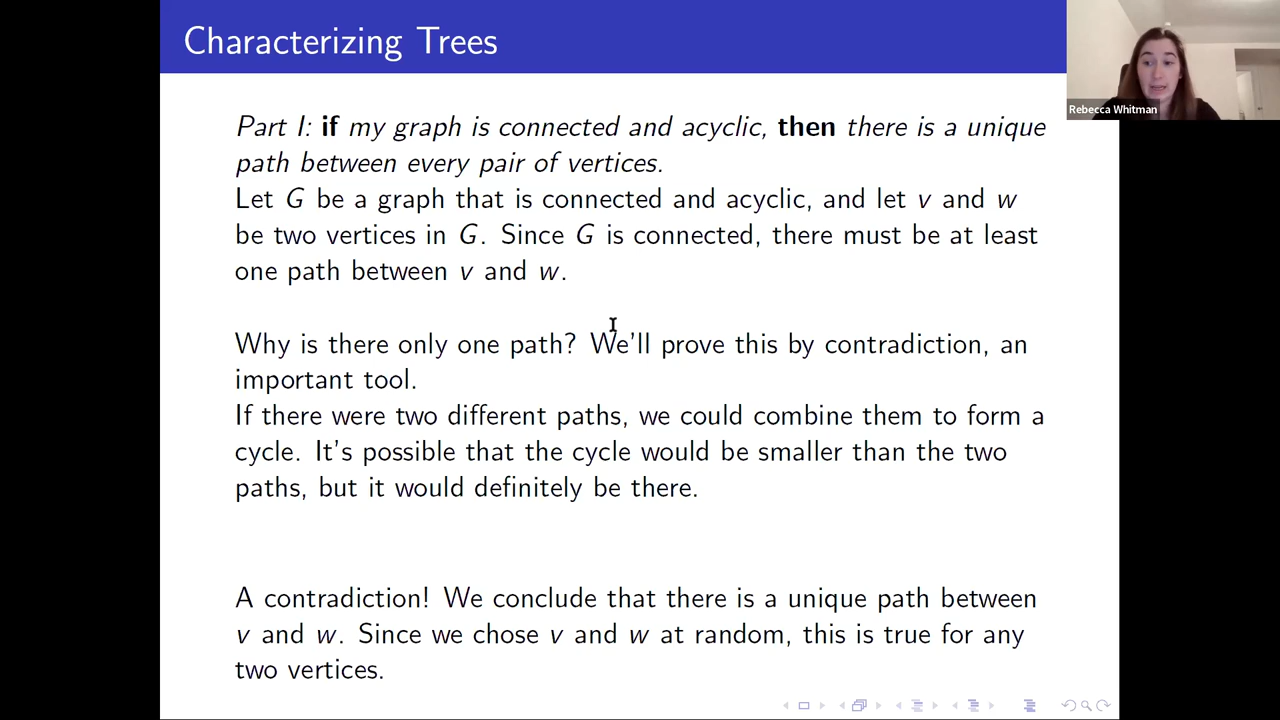 Characterizing Trees
Rebecca Whitman
Part I: if my graph is connected and acyclic, then there is a unique
path between every pair of vertices.
Let G be a graph that is connected and acyclic, and let v and w
be two vertices in G. Since G is connected, there must be at least
one path between v and w.
Why is there only one path? We'll prove this by contradiction, an
important tool.
If there were two different paths, we could combine them to form a
cycle. It's possible that the cycle would be smaller than the two
paths, but it would definitely be there.
A contradiction! We conclude that there is a unique path between
v and w. Since we chose v and w at random, this is true for any
two vertices.